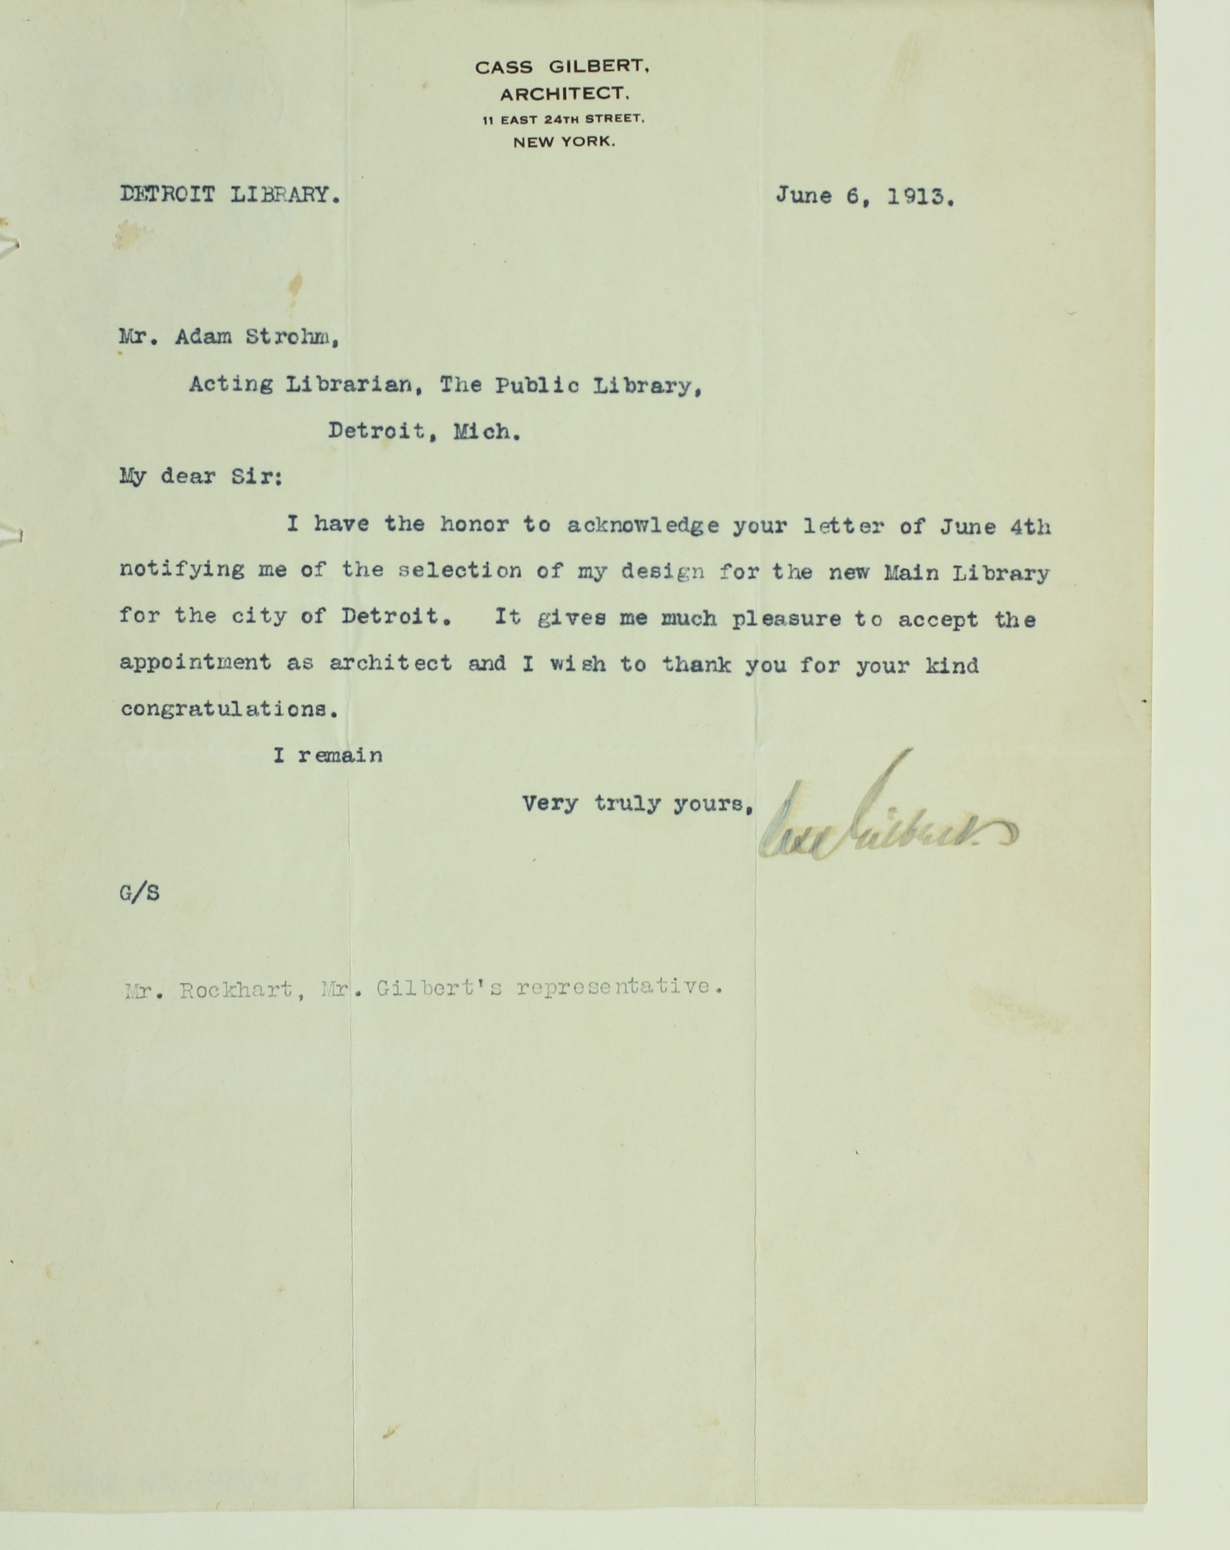 CASS GILBERT,
ARCHITECT.
11 EAST 24TH STREET.
NEW YORK.
DETROIT LIBRARY. June 6, 1913.
Mr. Adam Strohm,
Acting Librarian, The Public Library,
Detroit, Mich.
My dear Sir:
I have the honor to acknowledge your letter of June 4th
notifying me of the selection of my design for the new Main Library
for the city of Detroit. It gives me much pleasure to accept the
appointment as architect and I wish to thank you for your kind
congratulations.
I remain
Very truly yours, Cass Gilbert
G/S
Mr. Rockhart, Mr. Gilbert's representative.